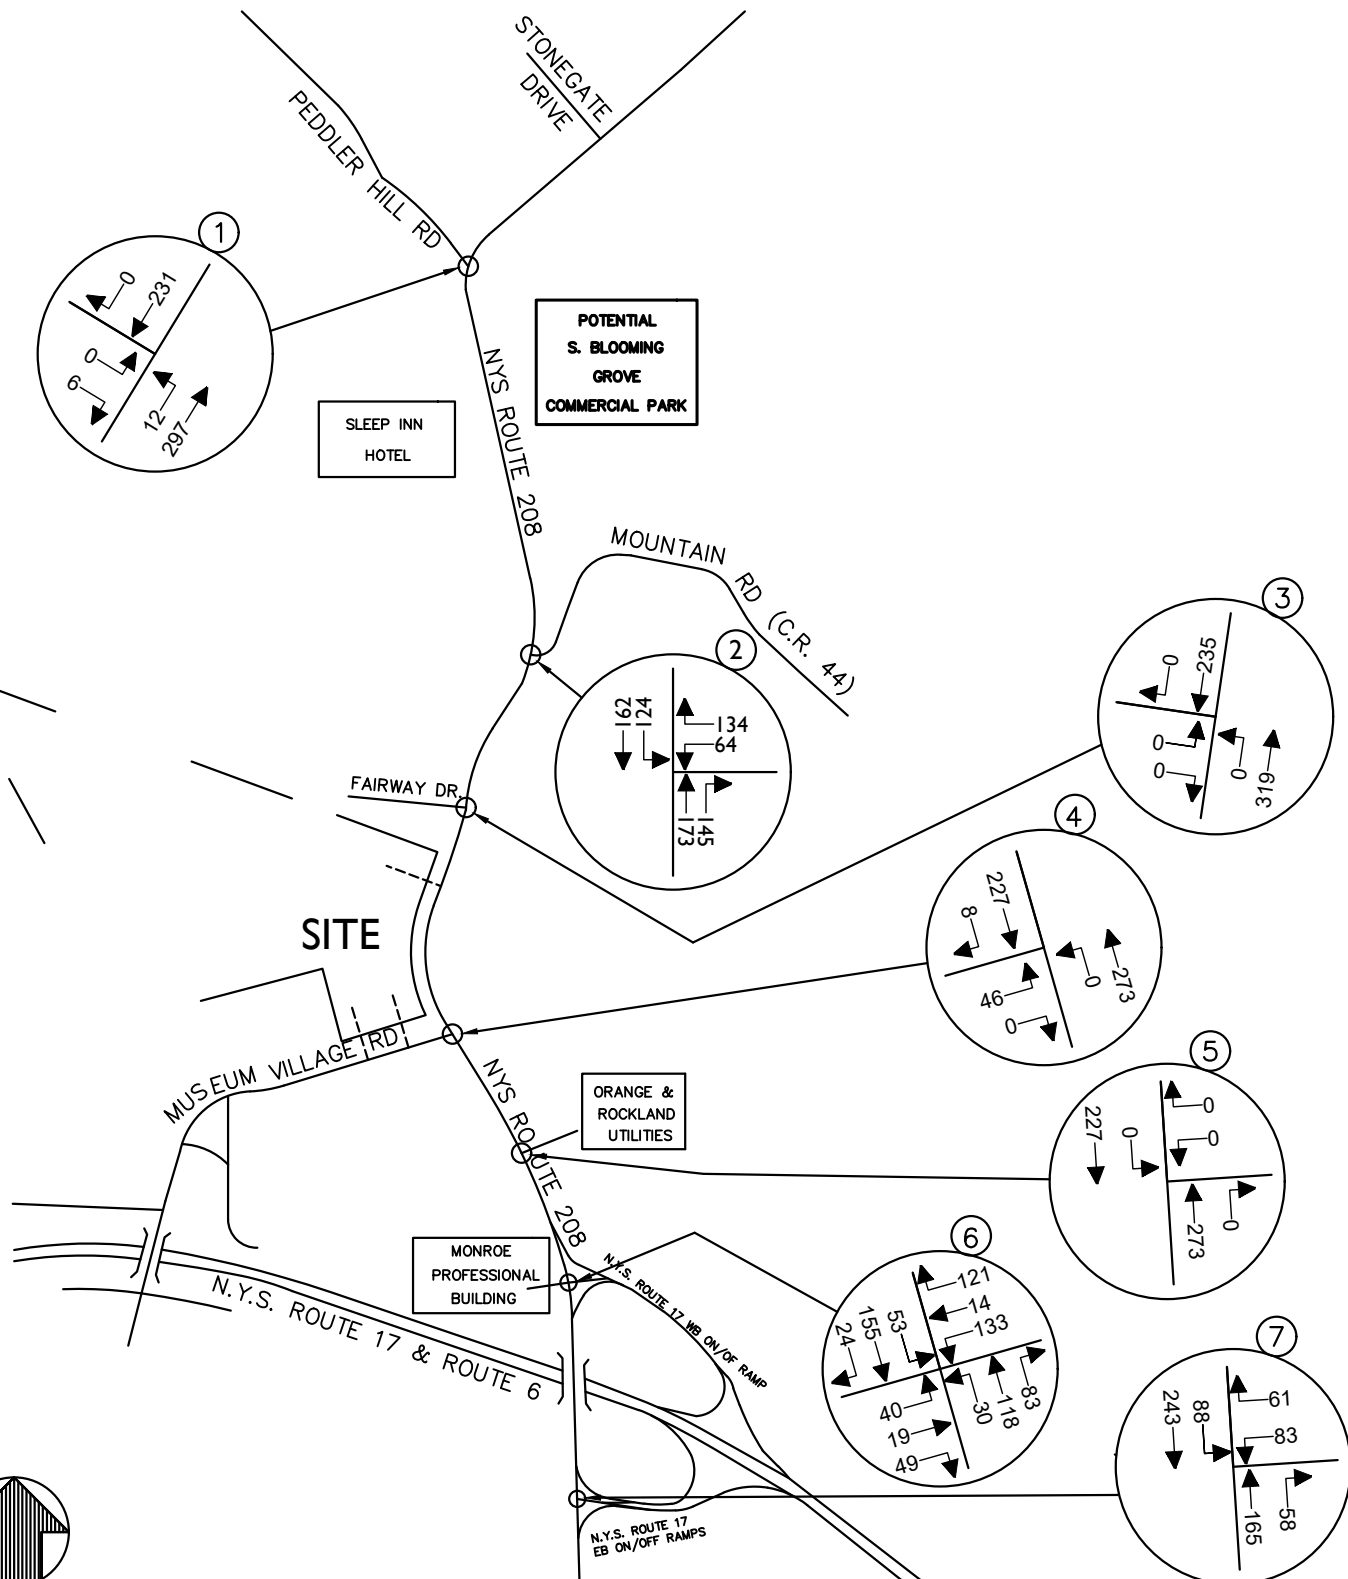 STONEGATE
DRIVE
PEDDLER HILL RD
1
0
231
0
6
12
297
POTENTIAL
S. BLOOMING
GROVE
COMMERCIAL PARK
SLEEP INN
HOTEL
NYS ROUTE 208
MOUNTAIN RD (C.R. 44)
2
162
124
134
64
173
145
3
0
235
0
0
0
319
FAIRWAY DR.
4
227
8
46
0
0
273
SITE
MUSEUM VILLAGE RD
NYS ROUTE 208
ORANGE &
ROCKLAND
UTILITIES
5
227
0
0
0
273
0
MONROE
PROFESSIONAL
BUILDING
N.Y.S. ROUTE 17 WB ON/OF RAMP
N.Y.S. ROUTE 17 & ROUTE 6
6
24
155
53
121
14
133
40
19
49
30
118
83
7
243
88
61
83
165
58
N.Y.S. ROUTE 17
EB ON/OFF RAMPS